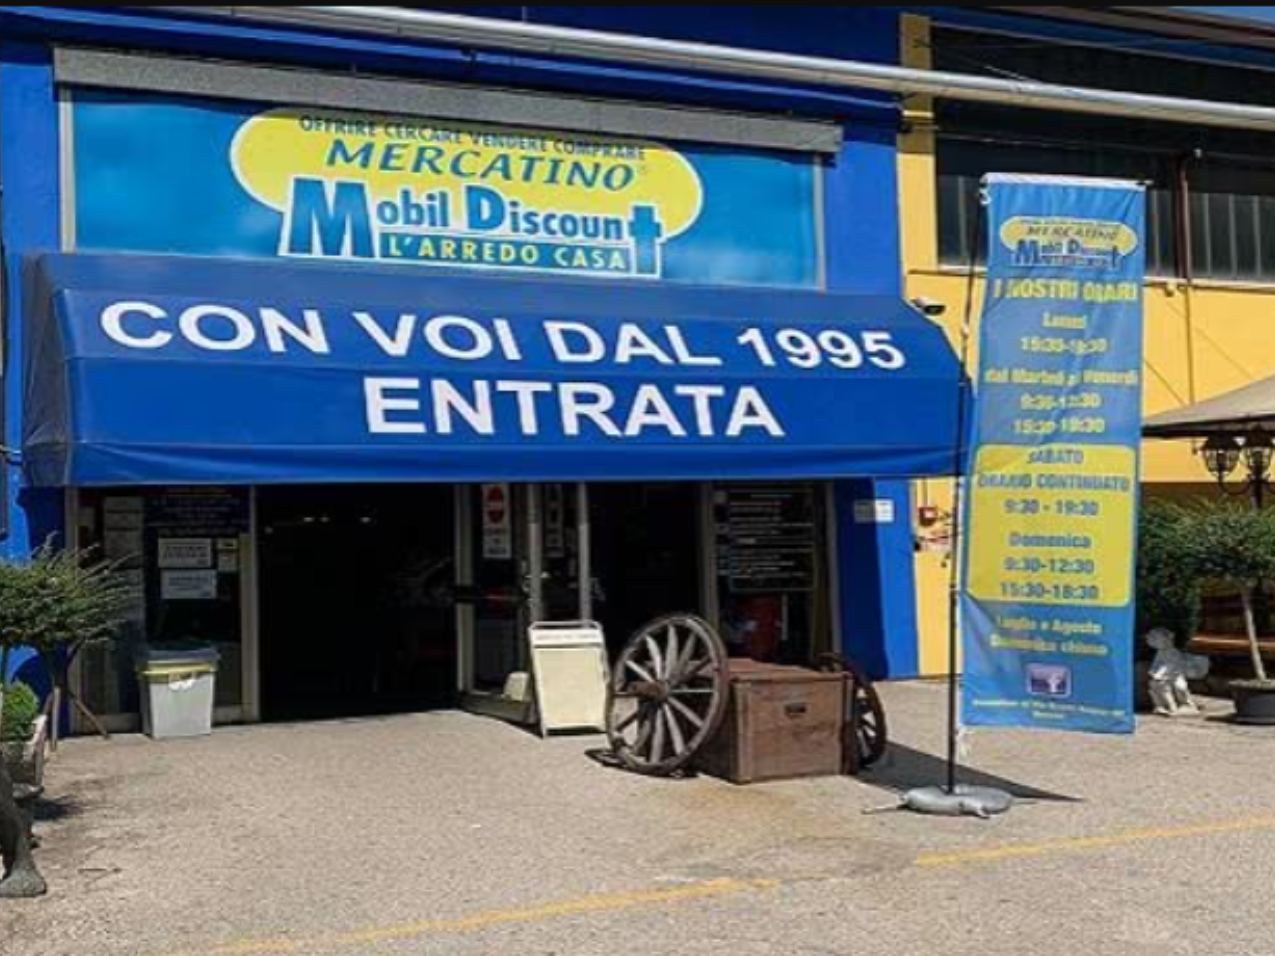 OFFRIRE CERCARE VENDERE COMPRARE
MERCATINO
Mobil Discount
L'ARREDO CASA
CON VOI DAL 1995
ENTRATA
MERCATINO
Mobil Discount
I NOSTRI ORARI
Lunedì
15:30-19:30
dal Martedì al Venerdì
9:30-12:30
15:30-19:30
SABATO
ORARIO CONTINUATO
9:30 - 19:30
Domenica
9:30-12:30
15:30-18:30
Luglio e Agosto
Domenica chiuso